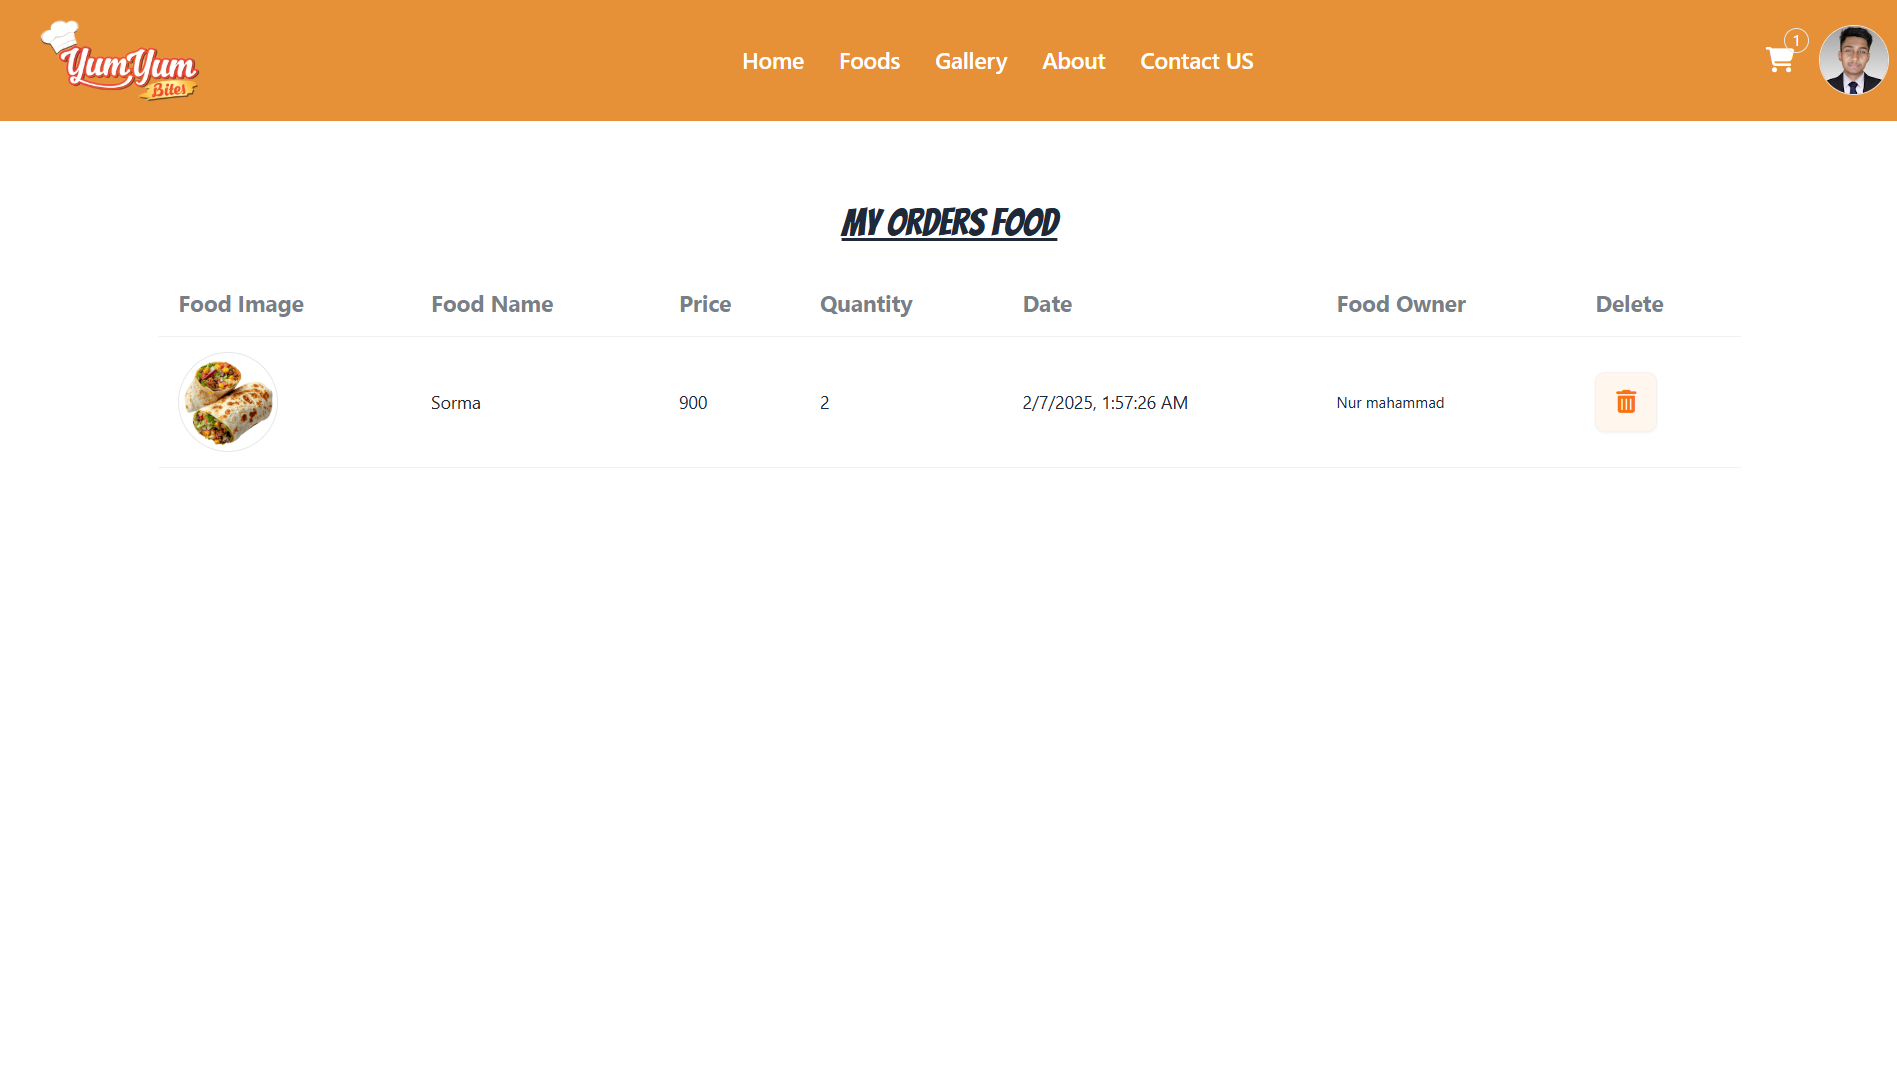 YumYum
Bites
Home Foods Gallery About Contact US
1
MY ORDERS FOOD
Food Image Food Name Price Quantity Date Food Owner Delete
Sorma 900 2 2/7/2025, 1:57:26 AM Nur mahammad